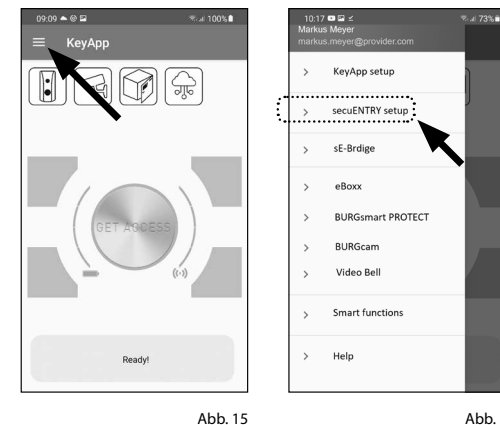 09:09 100%
KeyApp
GET ACCESS
Ready!
Abb. 15
10:17 73%
Markus Meyer
markus.meyer@provider.com
KeyApp setup
secuENTRY setup
sE-Brdige
eBoxx
BURGsmart PROTECT
BURGcam
Video Bell
Smart functions
Help
Abb.